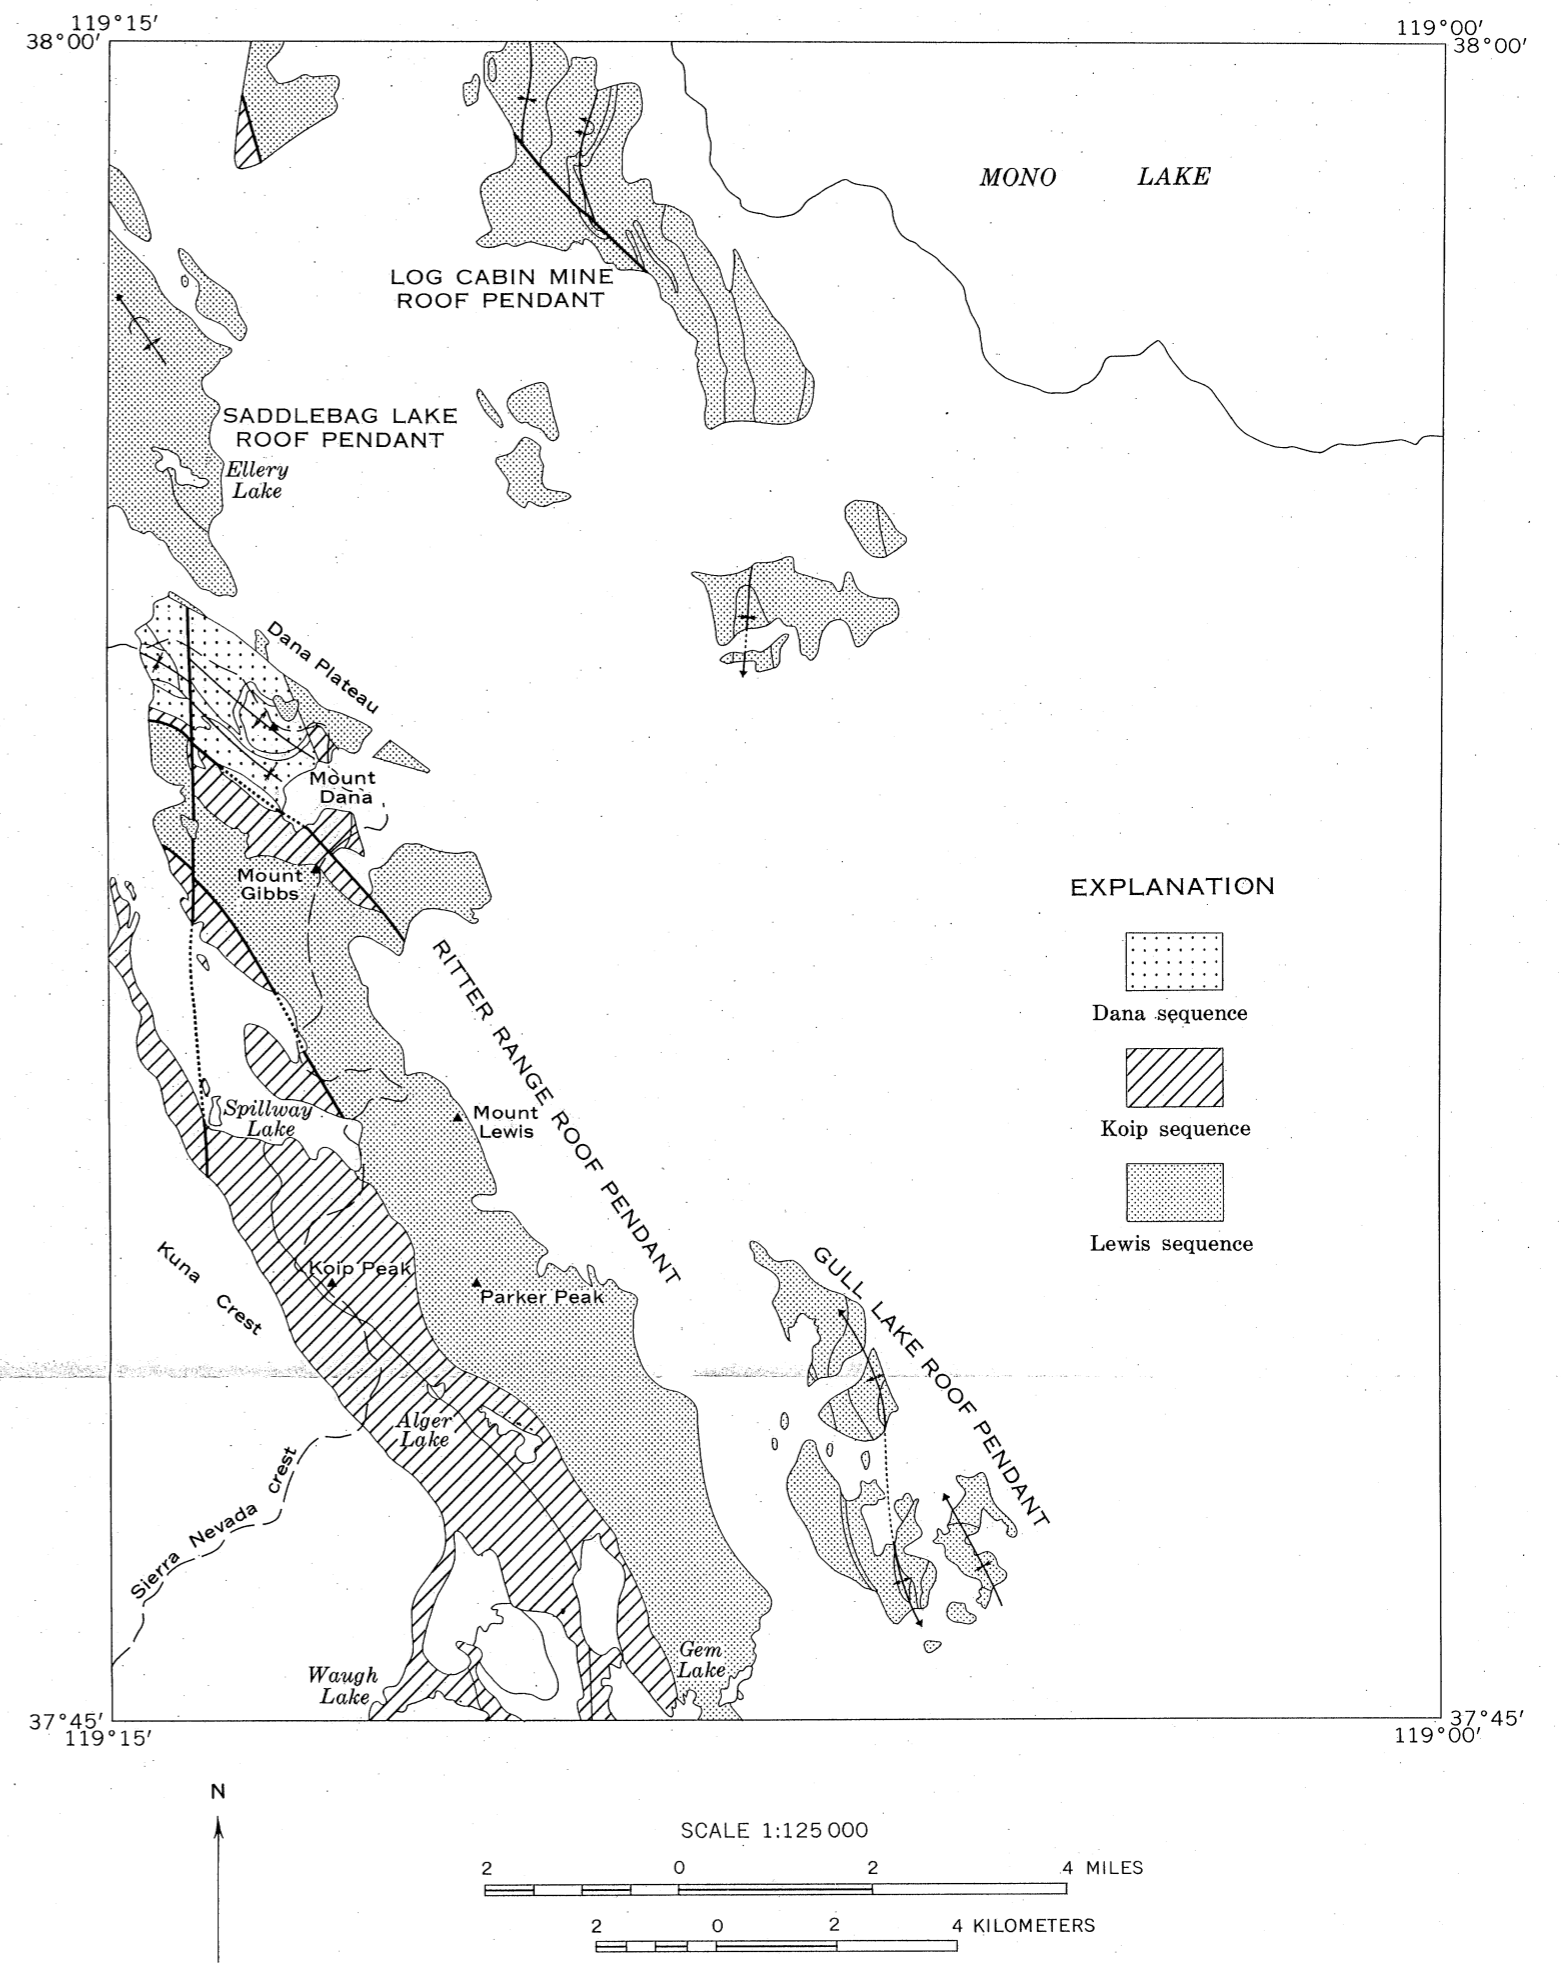 119°15′
119°00′
38°00′
38°00′
MONO LAKE
LOG CABIN MINE
ROOF PENDANT
SADDLEBAG LAKE
ROOF PENDANT
Ellery
Lake
Dana Plateau
Mount
Dana
Mount
Gibbs
EXPLANATION
Dana sequence
Koip sequence
Lewis sequence
RITTER RANGE ROOF PENDANT
Spillway
Lake
Mount
Lewis
Kuna Crest
Koip Peak
Parker Peak
GULL LAKE ROOF PENDANT
Alger
Lake
Sierra Nevada crest
Waugh
Lake
Gem
Lake
37°45′
37°45′
119°15′
119°00′
N
SCALE 1:125 000
2 0 2 4 MILES
2 0 2 4 KILOMETERS